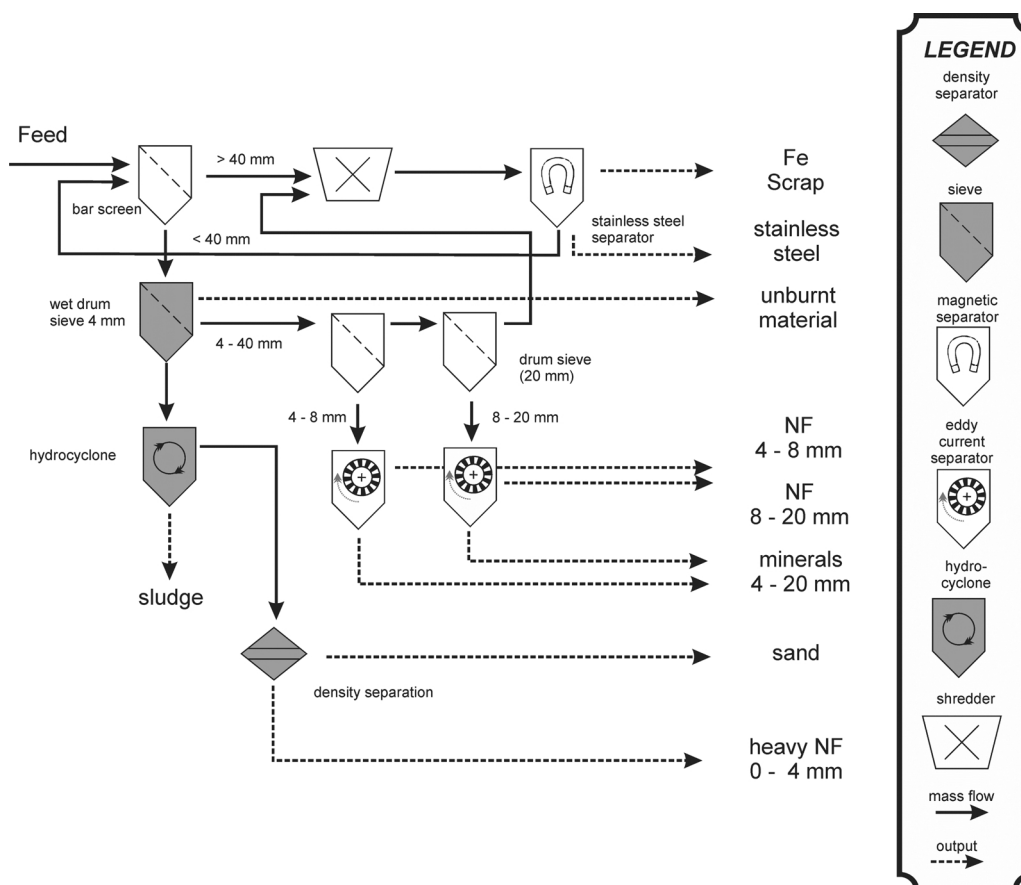 Feed
> 40 mm
bar screen
< 40 mm
stainless steel
separator
Fe
Scrap
stainless
steel
wet drum
sieve 4 mm
unburnt
material
4 - 40 mm
drum sieve
(20 mm)
4 - 8 mm
8 - 20 mm
hydrocyclone
NF
4 - 8 mm
NF
8 - 20 mm
minerals
4 - 20 mm
sludge
sand
density separation
heavy NF
0 - 4 mm
LEGEND
density
separator
sieve
magnetic
separator
eddy
current
separator
hydro-
cyclone
shredder
mass flow
output